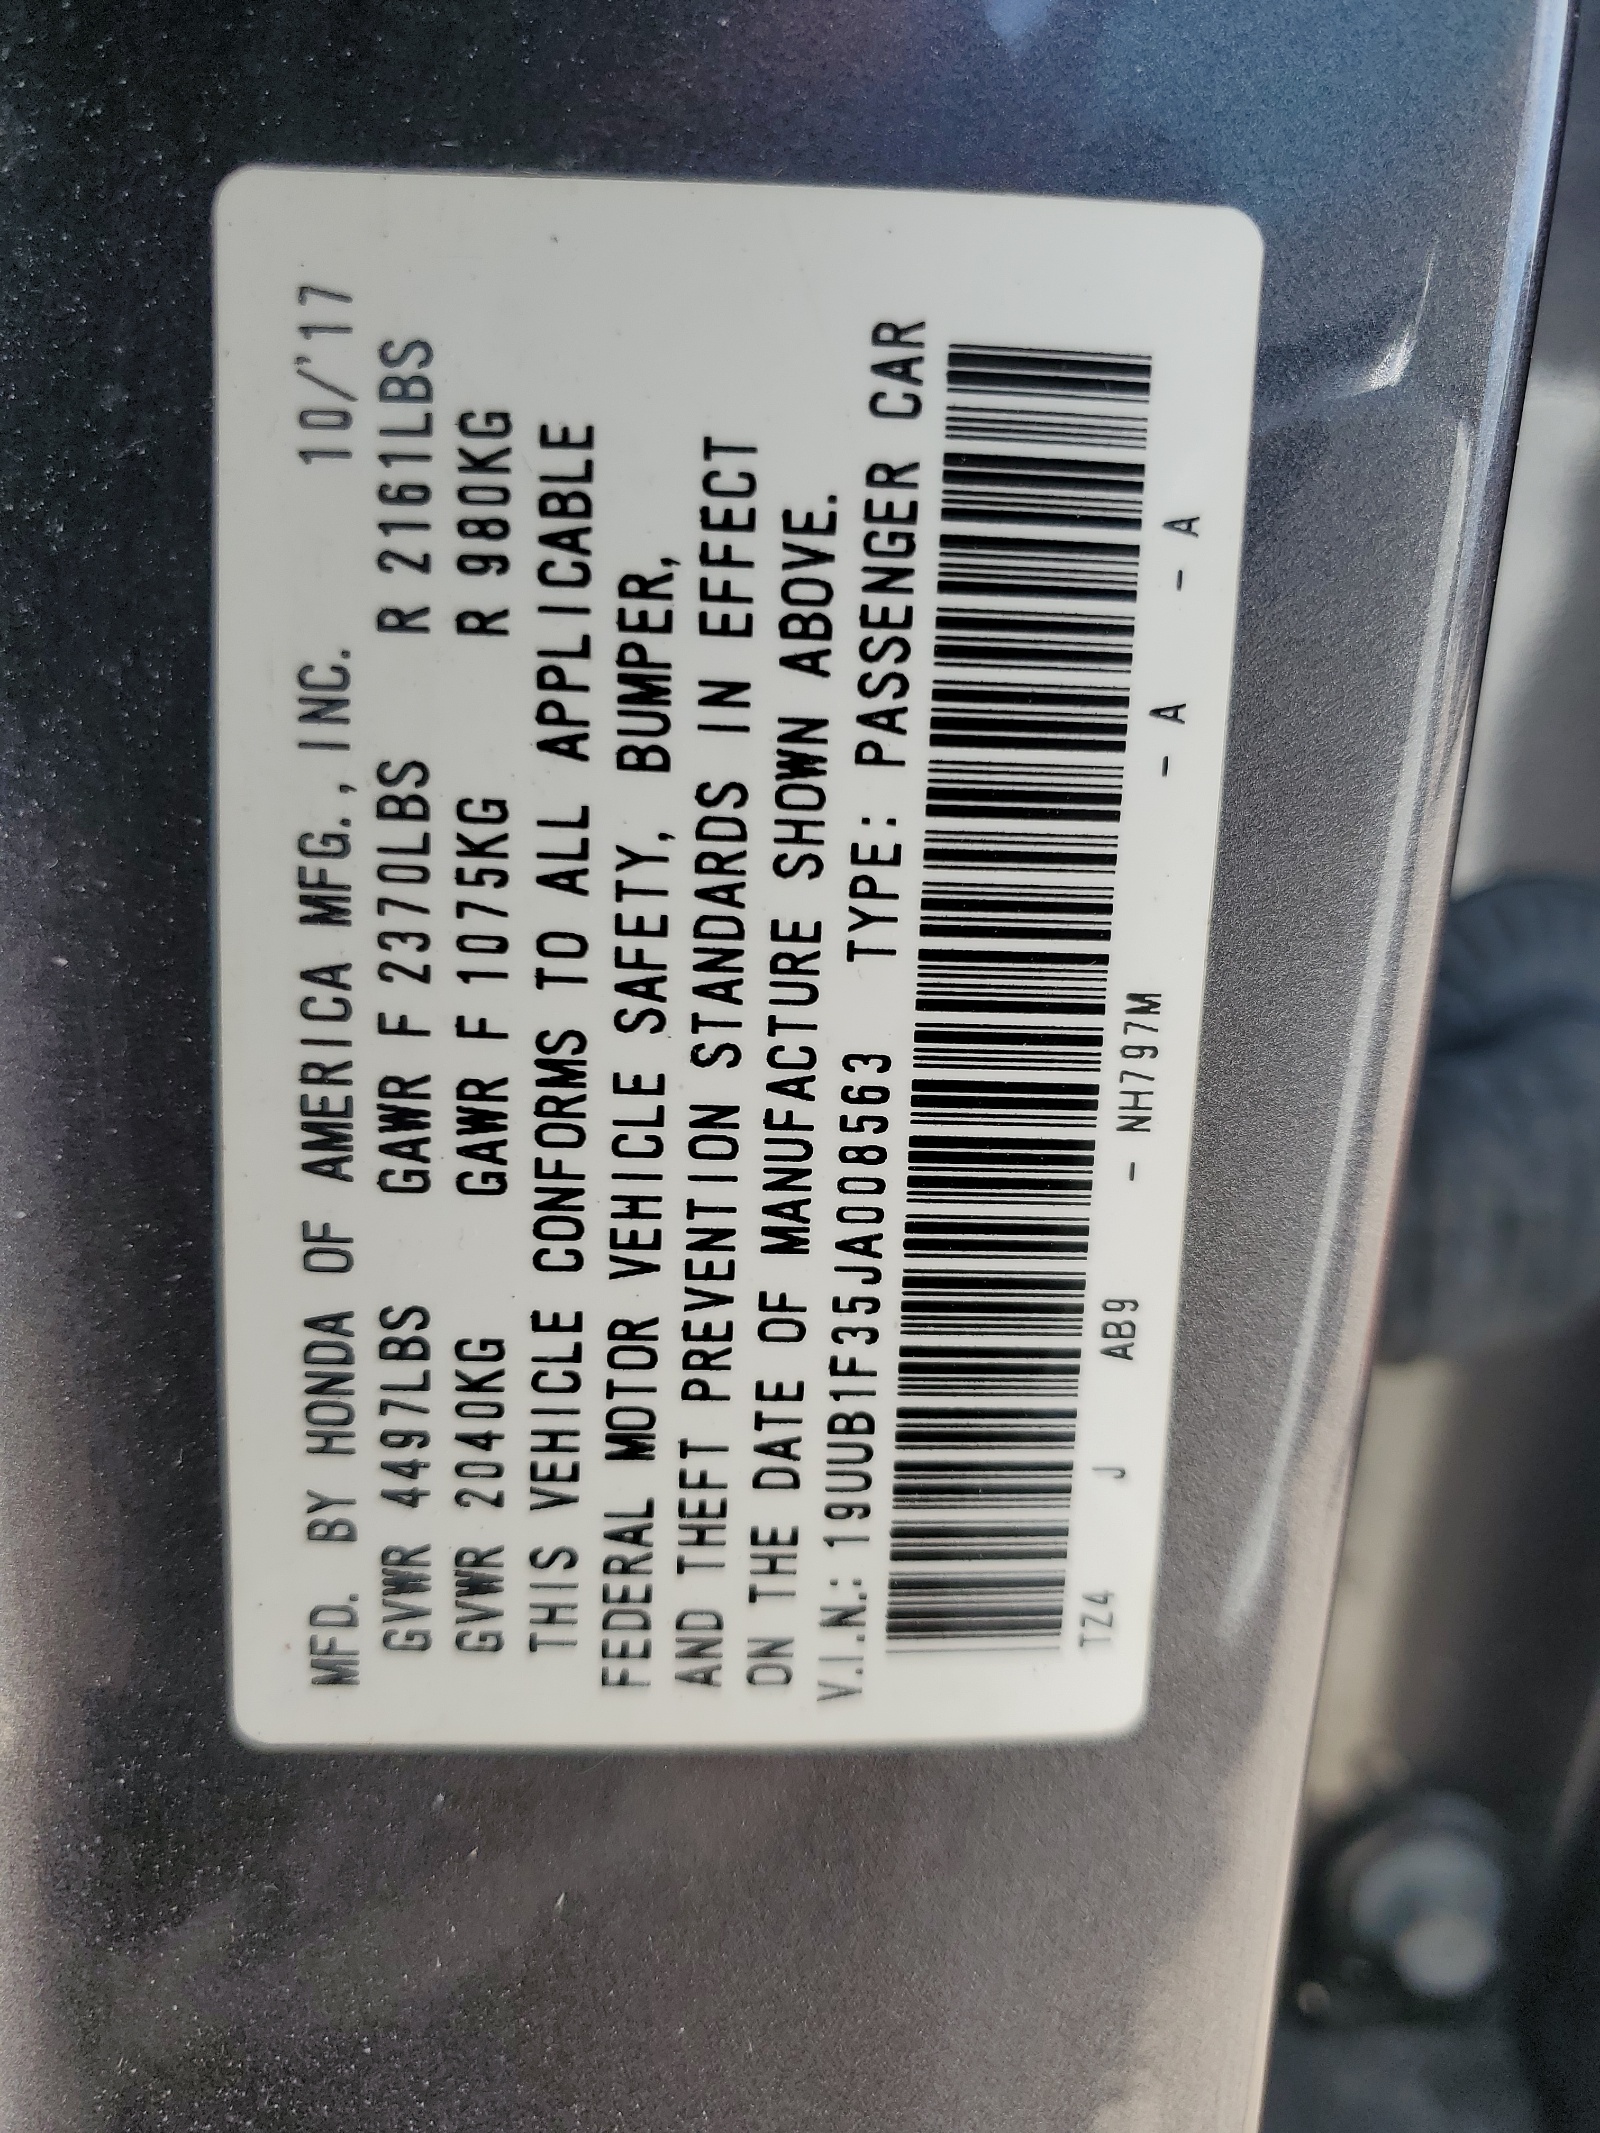 MFD. BY HONDA OF AMERICA MFG., INC. 10/'17
GVWR 4497LBS GAWR F 2370LBS R 2161LBS
GVWR 2040KG GAWR F 1075KG R 980KG
THIS VEHICLE CONFORMS TO ALL APPLICABLE
FEDERAL MOTOR VEHICLE SAFETY, BUMPER,
AND THEFT PREVENTION STANDARDS IN EFFECT
ON THE DATE OF MANUFACTURE SHOWN ABOVE.
V.I.N.: 19UUB1F35JA008563 TYPE: PASSENGER CAR
TZ4 J AB9 - NH797M - A - A